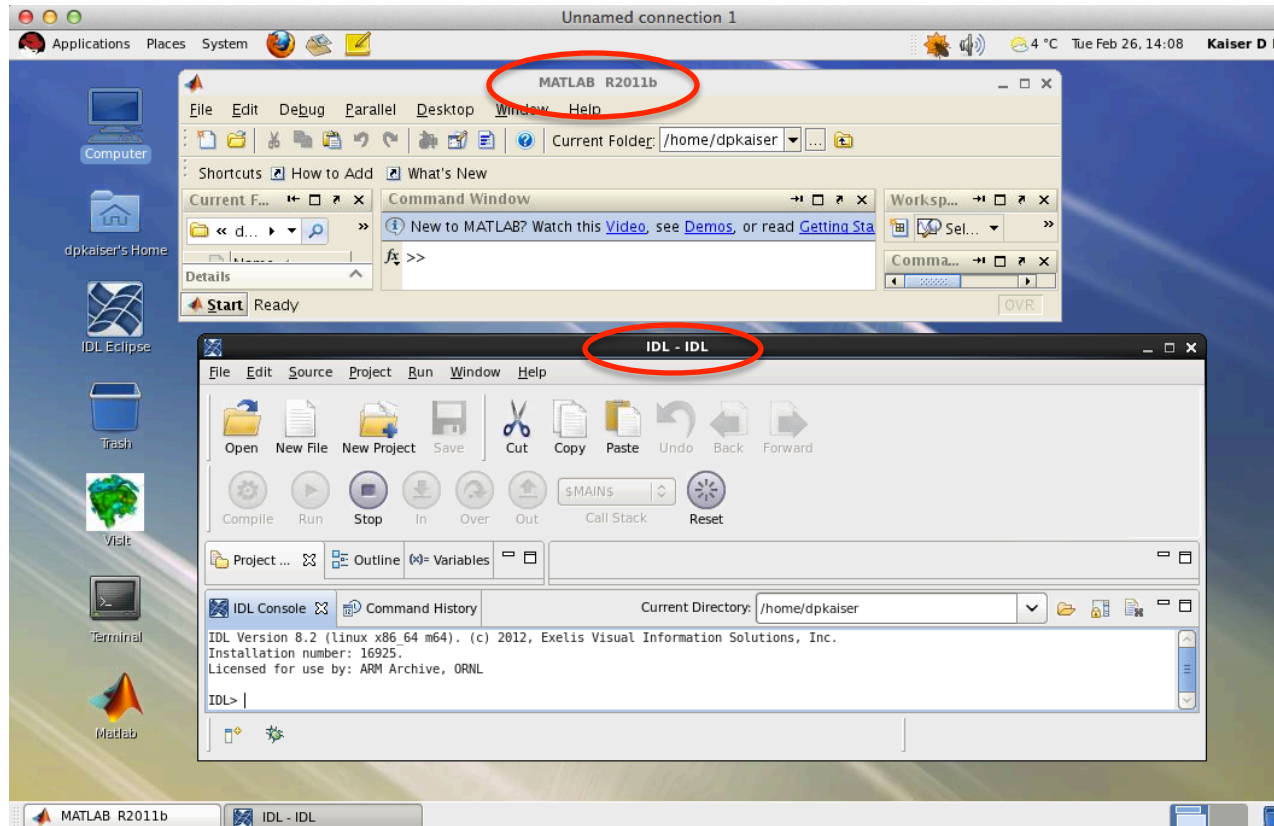 Unnamed connection 1
Applications Places System 4 °C Tue Feb 26, 14:08 Kaiser D
MATLAB R2011b
File Edit Debug Parallel Desktop Window Help
Current Folder: /home/dpkaiser ...
Shortcuts How to Add What's New
Current F... Command Window Worksp...
« d... » New to MATLAB? Watch this Video, see Demos, or read Getting Sta Sel... »
fx >>
Comma...
Details
Start Ready OVR
Computer
dpkaiser's Home
IDL Eclipse
Trash
VisIt
Terminal
Matlab
IDL - IDL
File Edit Source Project Run Window Help
Open New File New Project Save Cut Copy Paste Undo Back Forward
$MAIN$
Compile Run Stop In Over Out Call Stack Reset
Project ... Outline (x)= Variables
IDL Console Command History Current Directory: /home/dpkaiser
IDL Version 8.2 (linux x86_64 m64). (c) 2012, Exelis Visual Information Solutions, Inc.
Installation number: 16925.
Licensed for use by: ARM Archive, ORNL
IDL>
MATLAB R2011b IDL - IDL